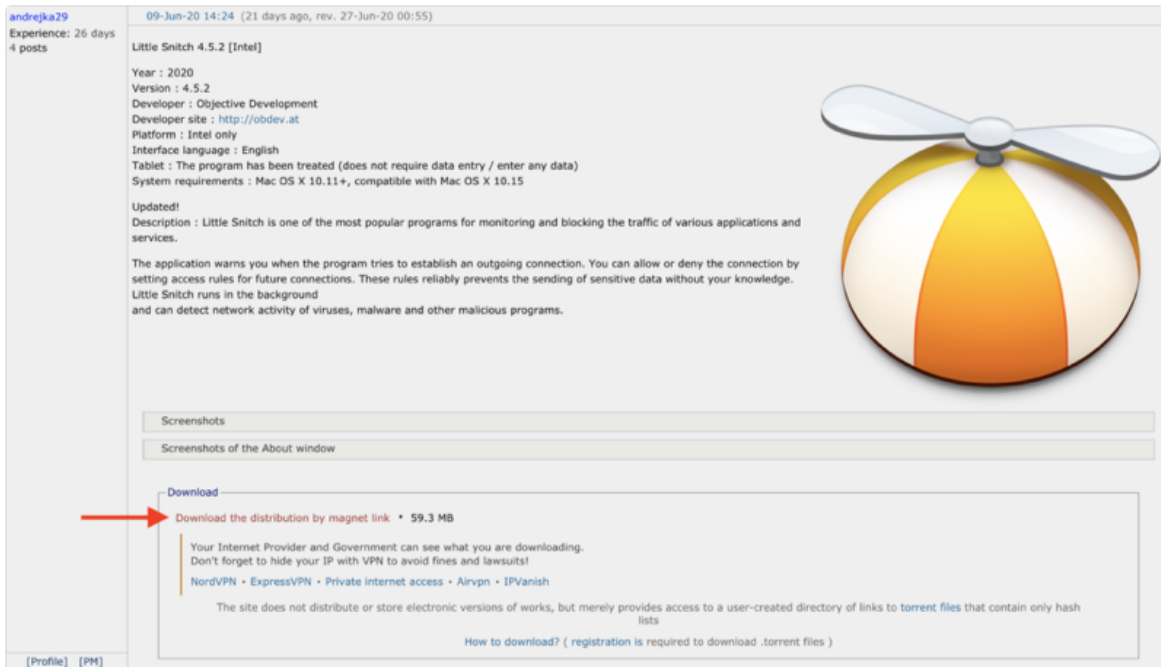 andrejka29
Experience: 26 days
4 posts
09-Jun-20 14:24 (21 days ago, rev. 27-Jun-20 00:55)
Little Snitch 4.5.2 [Intel]
Year : 2020
Version : 4.5.2
Developer : Objective Development
Developer site : http://obdev.at
Platform : Intel only
Interface language : English
Tablet : The program has been treated (does not require data entry / enter any data)
System requirements : Mac OS X 10.11+, compatible with Mac OS X 10.15
Updated!
Description : Little Snitch is one of the most popular programs for monitoring and blocking the traffic of various applications and
services.
The application warns you when the program tries to establish an outgoing connection. You can allow or deny the connection by
setting access rules for future connections. These rules reliably prevents the sending of sensitive data without your knowledge.
Little Snitch runs in the background
and can detect network activity of viruses, malware and other malicious programs.
Screenshots
Screenshots of the About window
Download
Download the distribution by magnet link • 59.3 MB
Your Internet Provider and Government can see what you are downloading.
Don't forget to hide your IP with VPN to avoid fines and lawsuits!
NordVPN • ExpressVPN • Private internet access • Airvpn • IPVanish
The site does not distribute or store electronic versions of works, but merely provides access to a user-created directory of links to torrent files that contain only hash
lists
How to download? ( registration is required to download .torrent files )
[Profile] [PM]